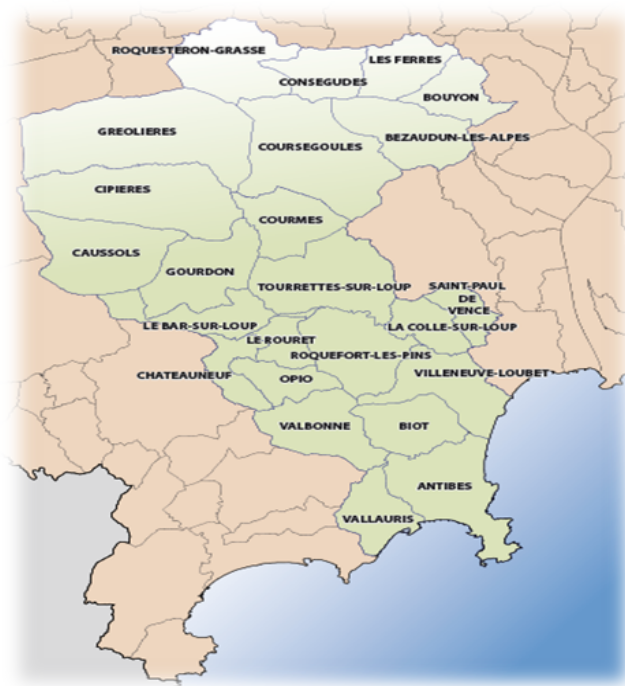 ROQUESTERON-GRASSE
LES FERRES
CONSEGUDES
BOUYON
GREOLIERES
BEZAUDUN-LES-ALPES
COURSEGOULES
CIPIERES
COURMES
CAUSSOLS
GOURDON
TOURRETTES-SUR-LOUP
SAINT-PAUL
DE
VENCE
LE BAR-SUR-LOUP
LA COLLE-SUR-LOUP
LE ROURET
ROQUEFORT-LES-PINS
CHATEAUNEUF
OPIO
VILLENEUVE-LOUBET
VALBONNE
BIOT
ANTIBES
VALLAURIS